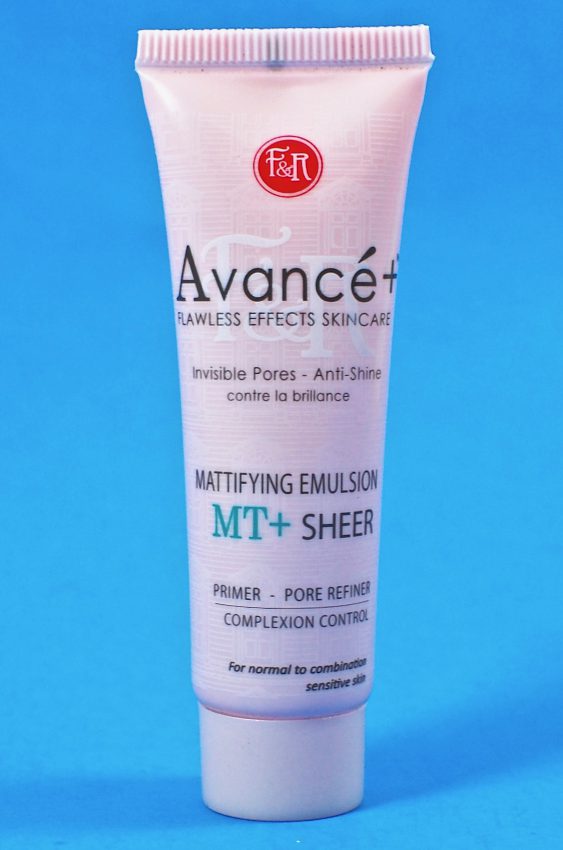 F&R
Avancé+
FLAWLESS EFFECTS SKINCARE
F&R
Invisible Pores - Anti-Shine
contre la brillance
MATTIFYING EMULSION
MT+ SHEER
PRIMER - PORE REFINER
COMPLEXION CONTROL
For normal to combination
sensitive skin